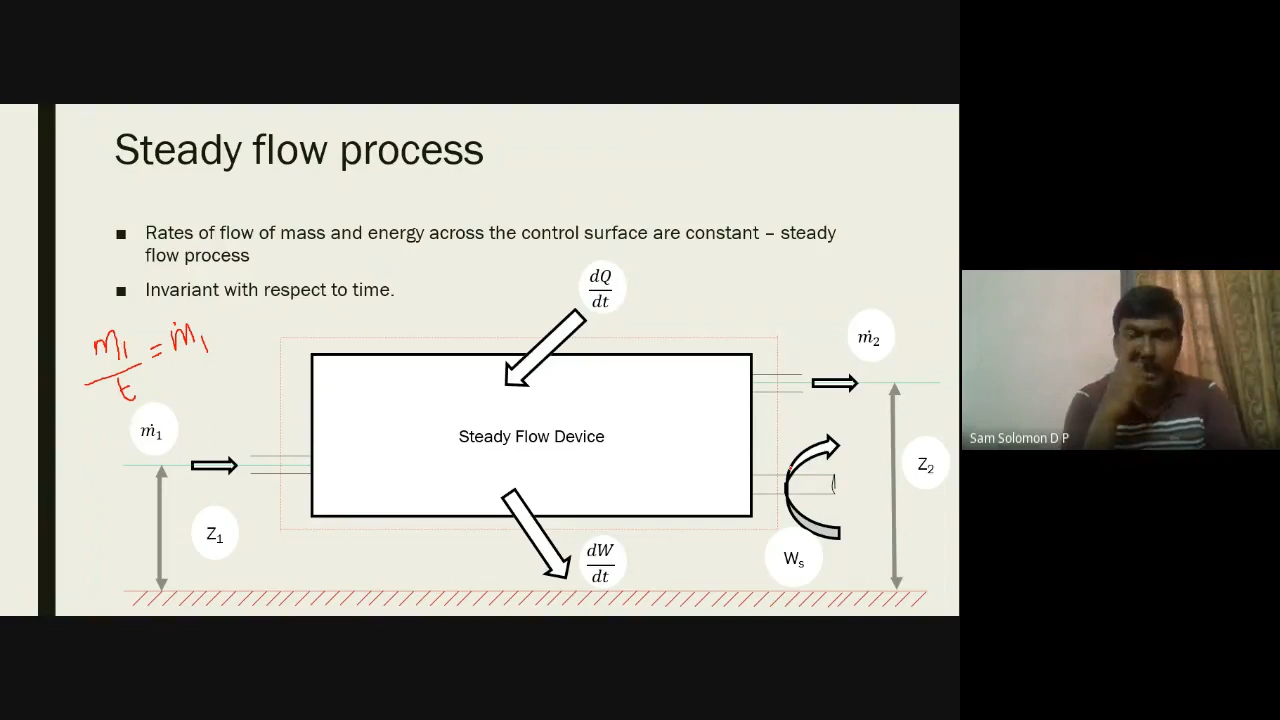 Steady flow process
■ Rates of flow of mass and energy across the control surface are constant – steady
flow process
■ Invariant with respect to time.
dQ/dt
m₁/t = ṁ₁
ṁ₂
ṁ₁
Steady Flow Device
Z₂
Z₁
dW/dt
Wₛ
Sam Solomon D P